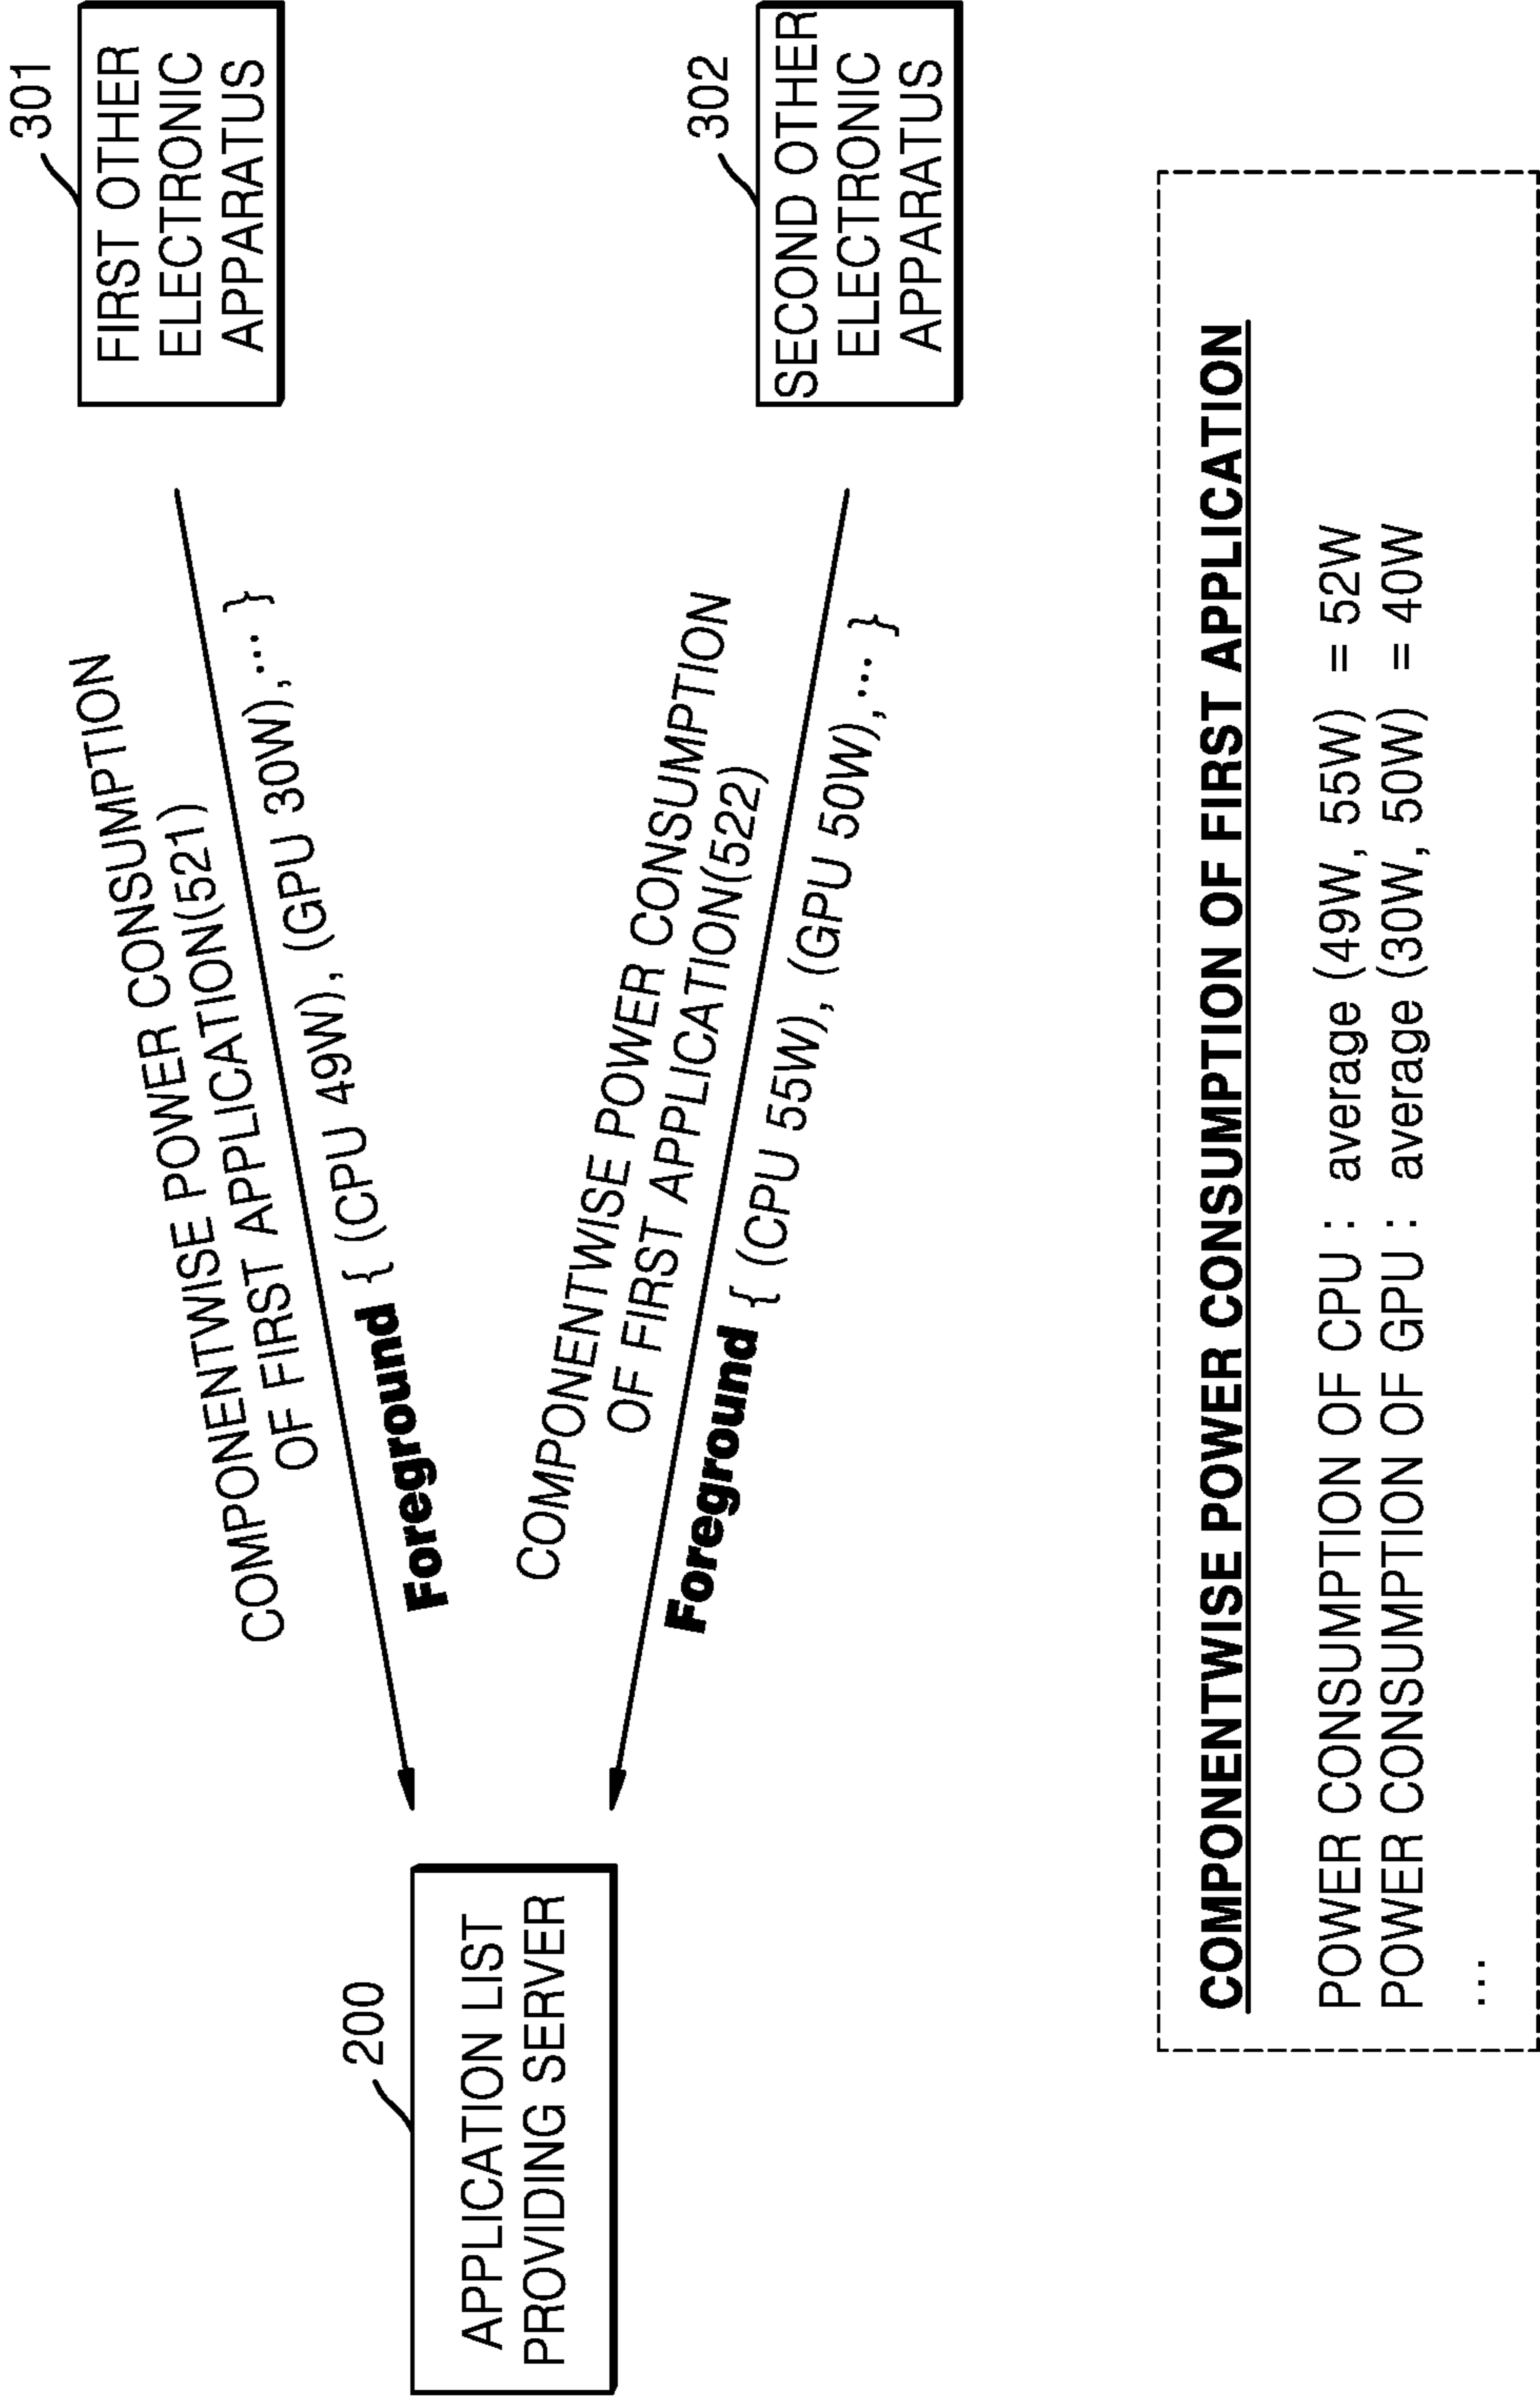 301
FIRST OTHER
ELECTRONIC
APPARATUS
COMPONENTWISE POWER CONSUMPTION
OF FIRST APPLICATION(521)
Foreground { (CPU 49W), (GPU 30W),... }
200
APPLICATION LIST
PROVIDING SERVER
302
SECOND OTHER
ELECTRONIC
APPARATUS
COMPONENTWISE POWER CONSUMPTION
OF FIRST APPLICATION(522)
Foreground { (CPU 55W), (GPU 50W),... }
COMPONENTWISE POWER CONSUMPTION OF FIRST APPLICATION
POWER CONSUMPTION OF CPU : average (49W, 55W) = 52W
POWER CONSUMPTION OF GPU : average (30W, 50W) = 40W
...